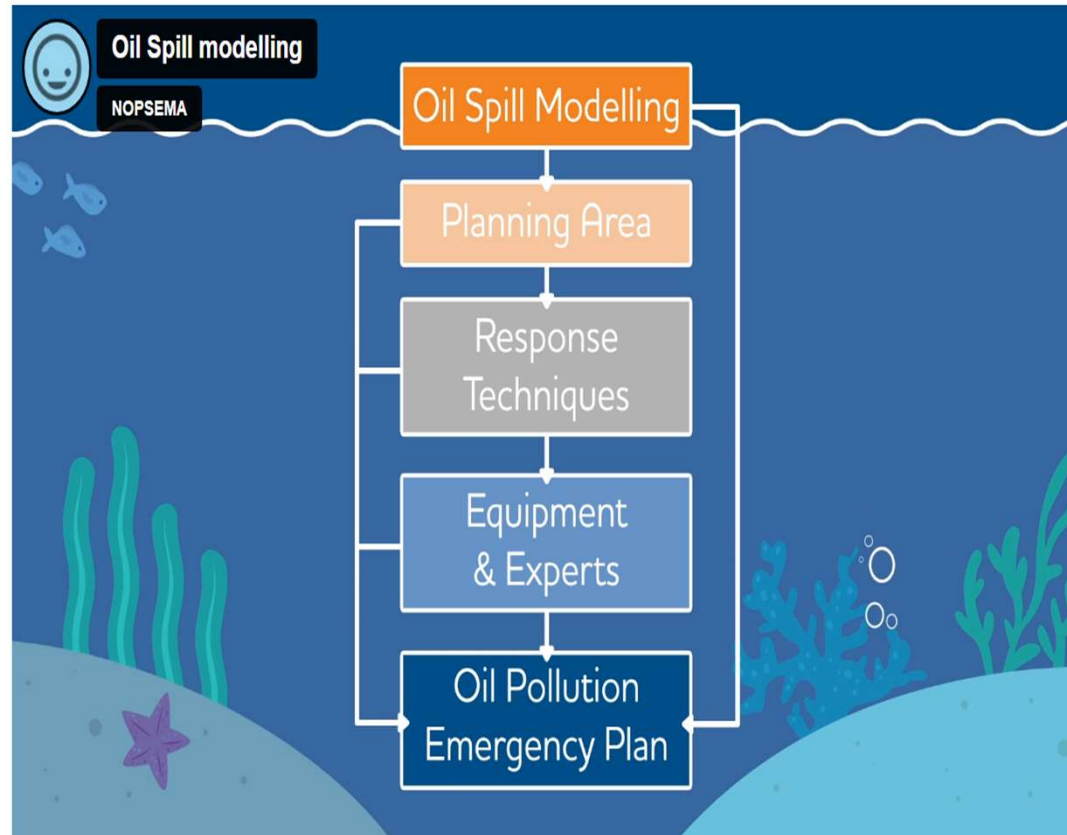 Oil Spill modelling
NOPSEMA
Oil Spill Modelling
Planning Area
Response
Techniques
Equipment
& Experts
Oil Pollution
Emergency Plan